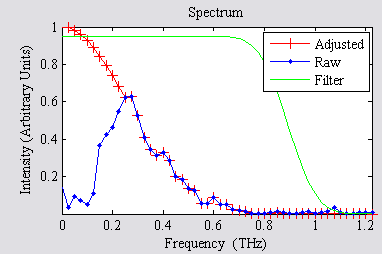 Spectrum
1
0.8
0.6
0.4
0.2
0 0.2 0.4 0.6 0.8 1 1.2
Intensity (Arbitrary Units)
Frequency (THz)
Adjusted
Raw
Filter